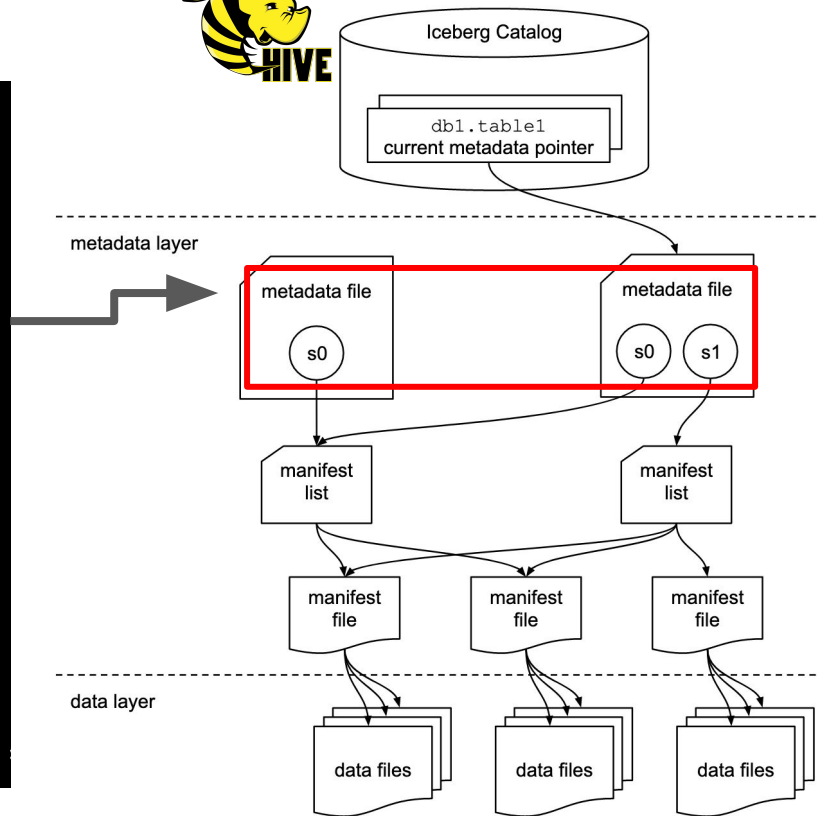 HIVE
Iceberg Catalog
db1.table1
current metadata pointer
metadata layer
metadata file
s0
metadata file
s0
s1
manifest
list
manifest
list
manifest
file
manifest
file
manifest
file
data layer
data files
data files
data files